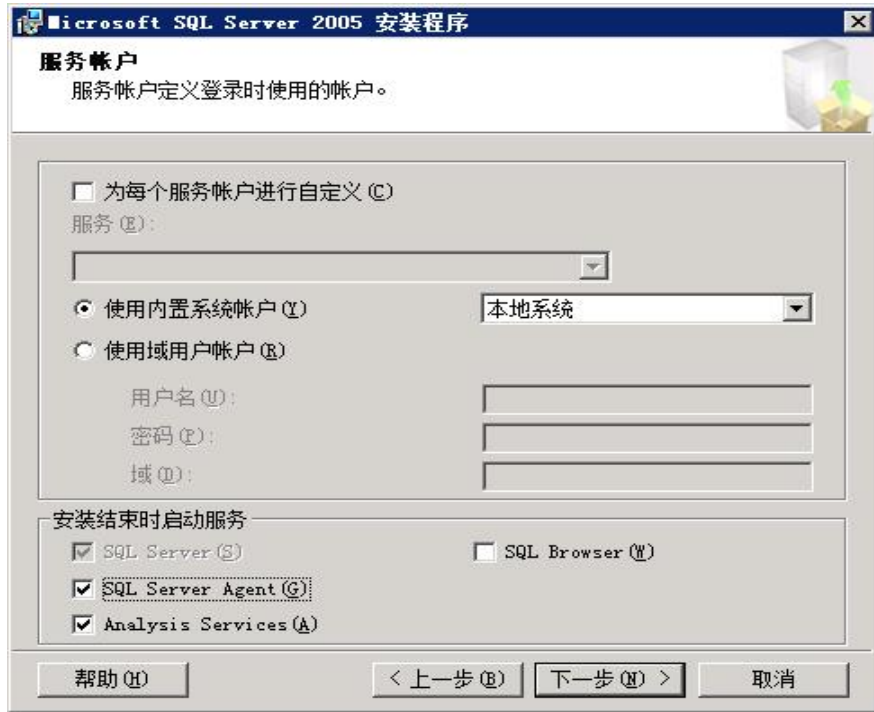 Microsoft SQL Server 2005 安装程序
服务帐户
服务帐户定义登录时使用的帐户。
为每个服务帐户进行自定义(C)
服务(E):
使用内置系统帐户(Y) 本地系统
使用域用户帐户(R)
用户名(U):
密码(P):
域(D):
安装结束时启动服务
SQL Server(S) SQL Browser(W)
SQL Server Agent(G)
Analysis Services(A)
帮助(H) < 上一步(B) 下一步(N) > 取消